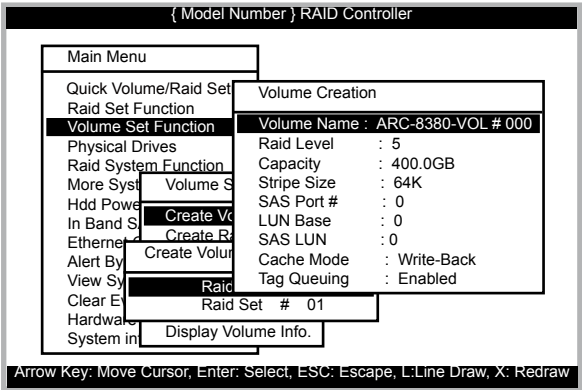 { Model Number } RAID Controller
Main Menu
Quick Volume/Raid Set
Raid Set Function
Volume Set Function
Physical Drives
Raid System Function
More Syst
Hdd Powe
In Band S
Ethernet
Alert By
View Sy
Clear Ev
Hardware
System in
Volume S
Create Vo
Create Ra
Display Volume Info.
Create Volum
Raid
Raid Set # 01
Volume Creation
Volume Name : ARC-8380-VOL # 000
Raid Level : 5
Capacity : 400.0GB
Stripe Size : 64K
SAS Port # : 0
LUN Base : 0
SAS LUN : 0
Cache Mode : Write-Back
Tag Queuing : Enabled
Arrow Key: Move Cursor, Enter: Select, ESC: Escape, L:Line Draw, X: Redraw